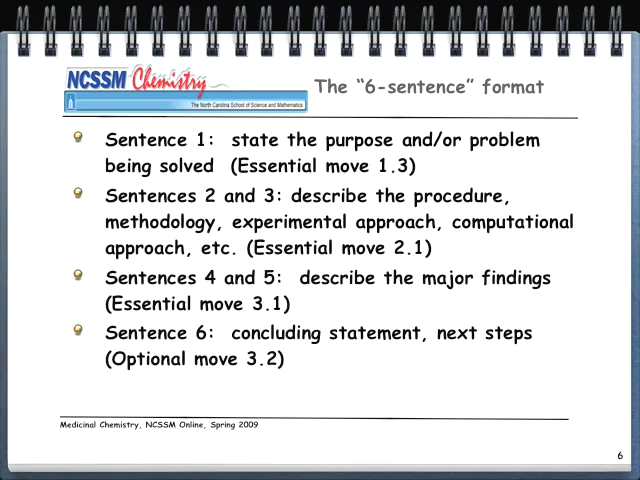 NCSSM Chemistry
The North Carolina School of Science and Mathematics
The “6-sentence” format
Sentence 1: state the purpose and/or problem
being solved (Essential move 1.3)
Sentences 2 and 3: describe the procedure,
methodology, experimental approach, computational
approach, etc. (Essential move 2.1)
Sentences 4 and 5: describe the major findings
(Essential move 3.1)
Sentence 6: concluding statement, next steps
(Optional move 3.2)
Medicinal Chemistry, NCSSM Online, Spring 2009
6